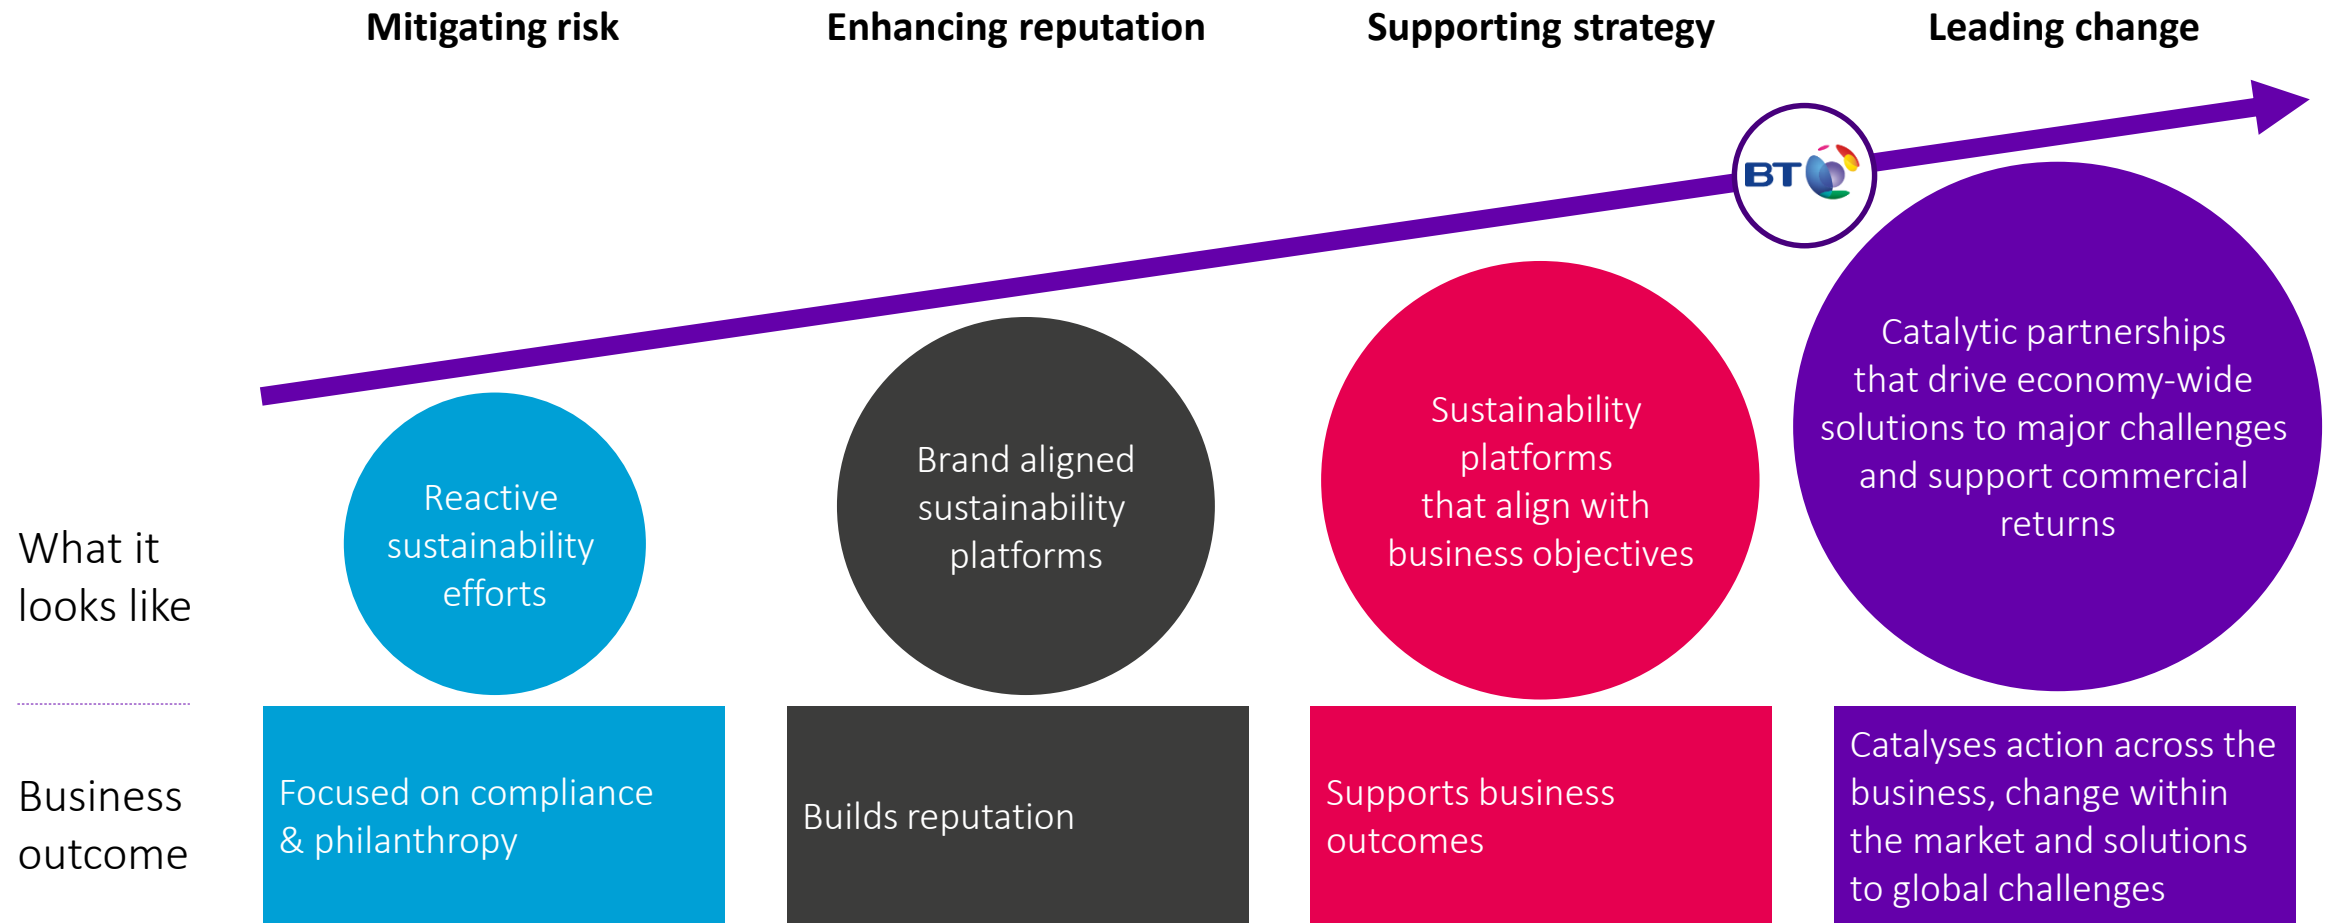 Mitigating risk
Enhancing reputation
Supporting strategy
Leading change
BT
What it
looks like
Reactive
sustainability
efforts
Brand aligned
sustainability
platforms
Sustainability
platforms
that align with
business objectives
Catalytic partnerships
that drive economy-wide
solutions to major challenges
and support commercial
returns
Business
outcome
Focused on compliance
& philanthropy
Builds reputation
Supports business
outcomes
Catalyses action across the
business, change within
the market and solutions
to global challenges